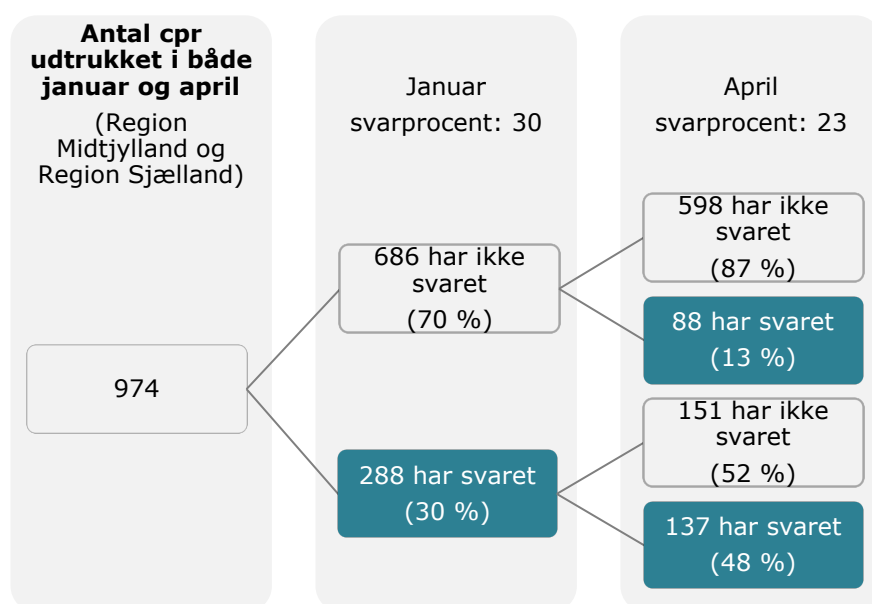 Antal cpr
udtrukket i både
januar og april
(Region
Midtjylland og
Region Sjælland)
974
Januar
svarprocent: 30
686 har ikke
svaret
(70 %)
288 har svaret
(30 %)
April
svarprocent: 23
598 har ikke
svaret
(87 %)
88 har svaret
(13 %)
151 har ikke
svaret
(52 %)
137 har svaret
(48 %)